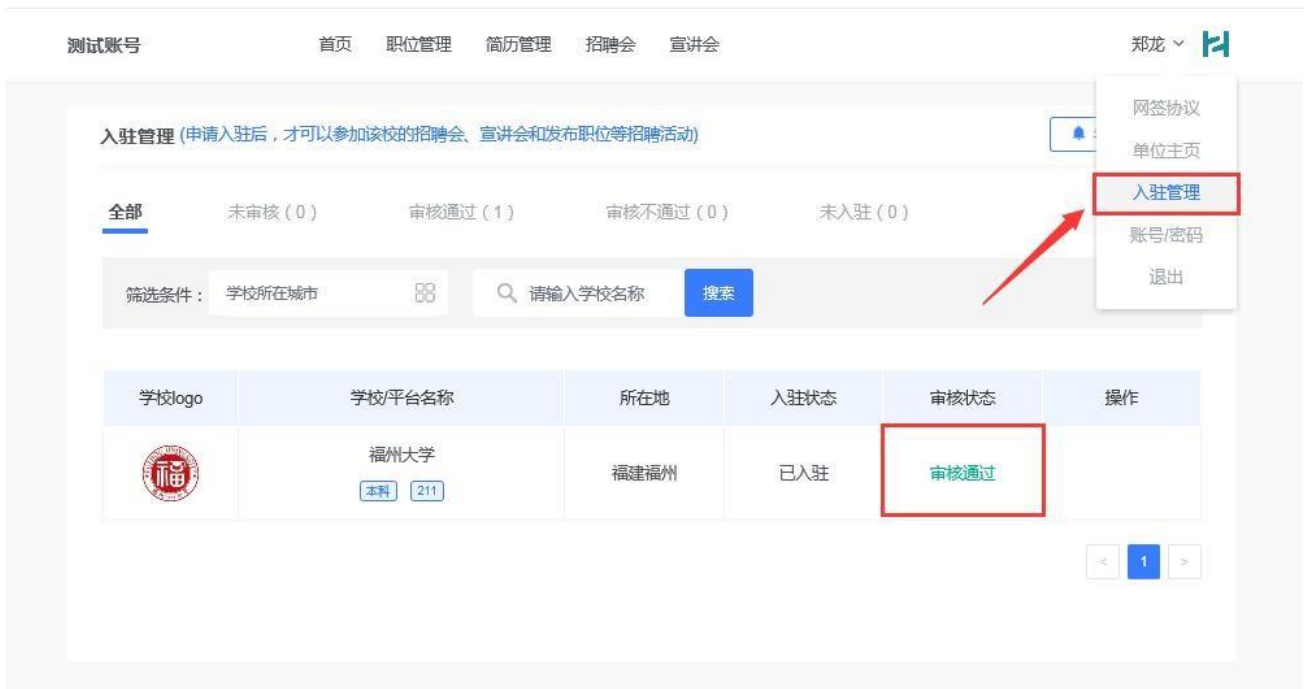 测试账号 首页 职位管理 简历管理 招聘会 宣讲会 郑龙
网签协议
单位主页
入驻管理
账号/密码
退出
入驻管理 (申请入驻后，才可以参加该校的招聘会、宣讲会和发布职位等招聘活动)
全部 未审核 ( 0 ) 审核通过 ( 1 ) 审核不通过 ( 0 ) 未入驻 ( 0 )
筛选条件： 学校所在城市 请输入学校名称 搜索
学校logo 学校/平台名称 所在地 入驻状态 审核状态 操作
福 福州大学 福建福州 已入驻 审核通过
本科 211
< 1 >